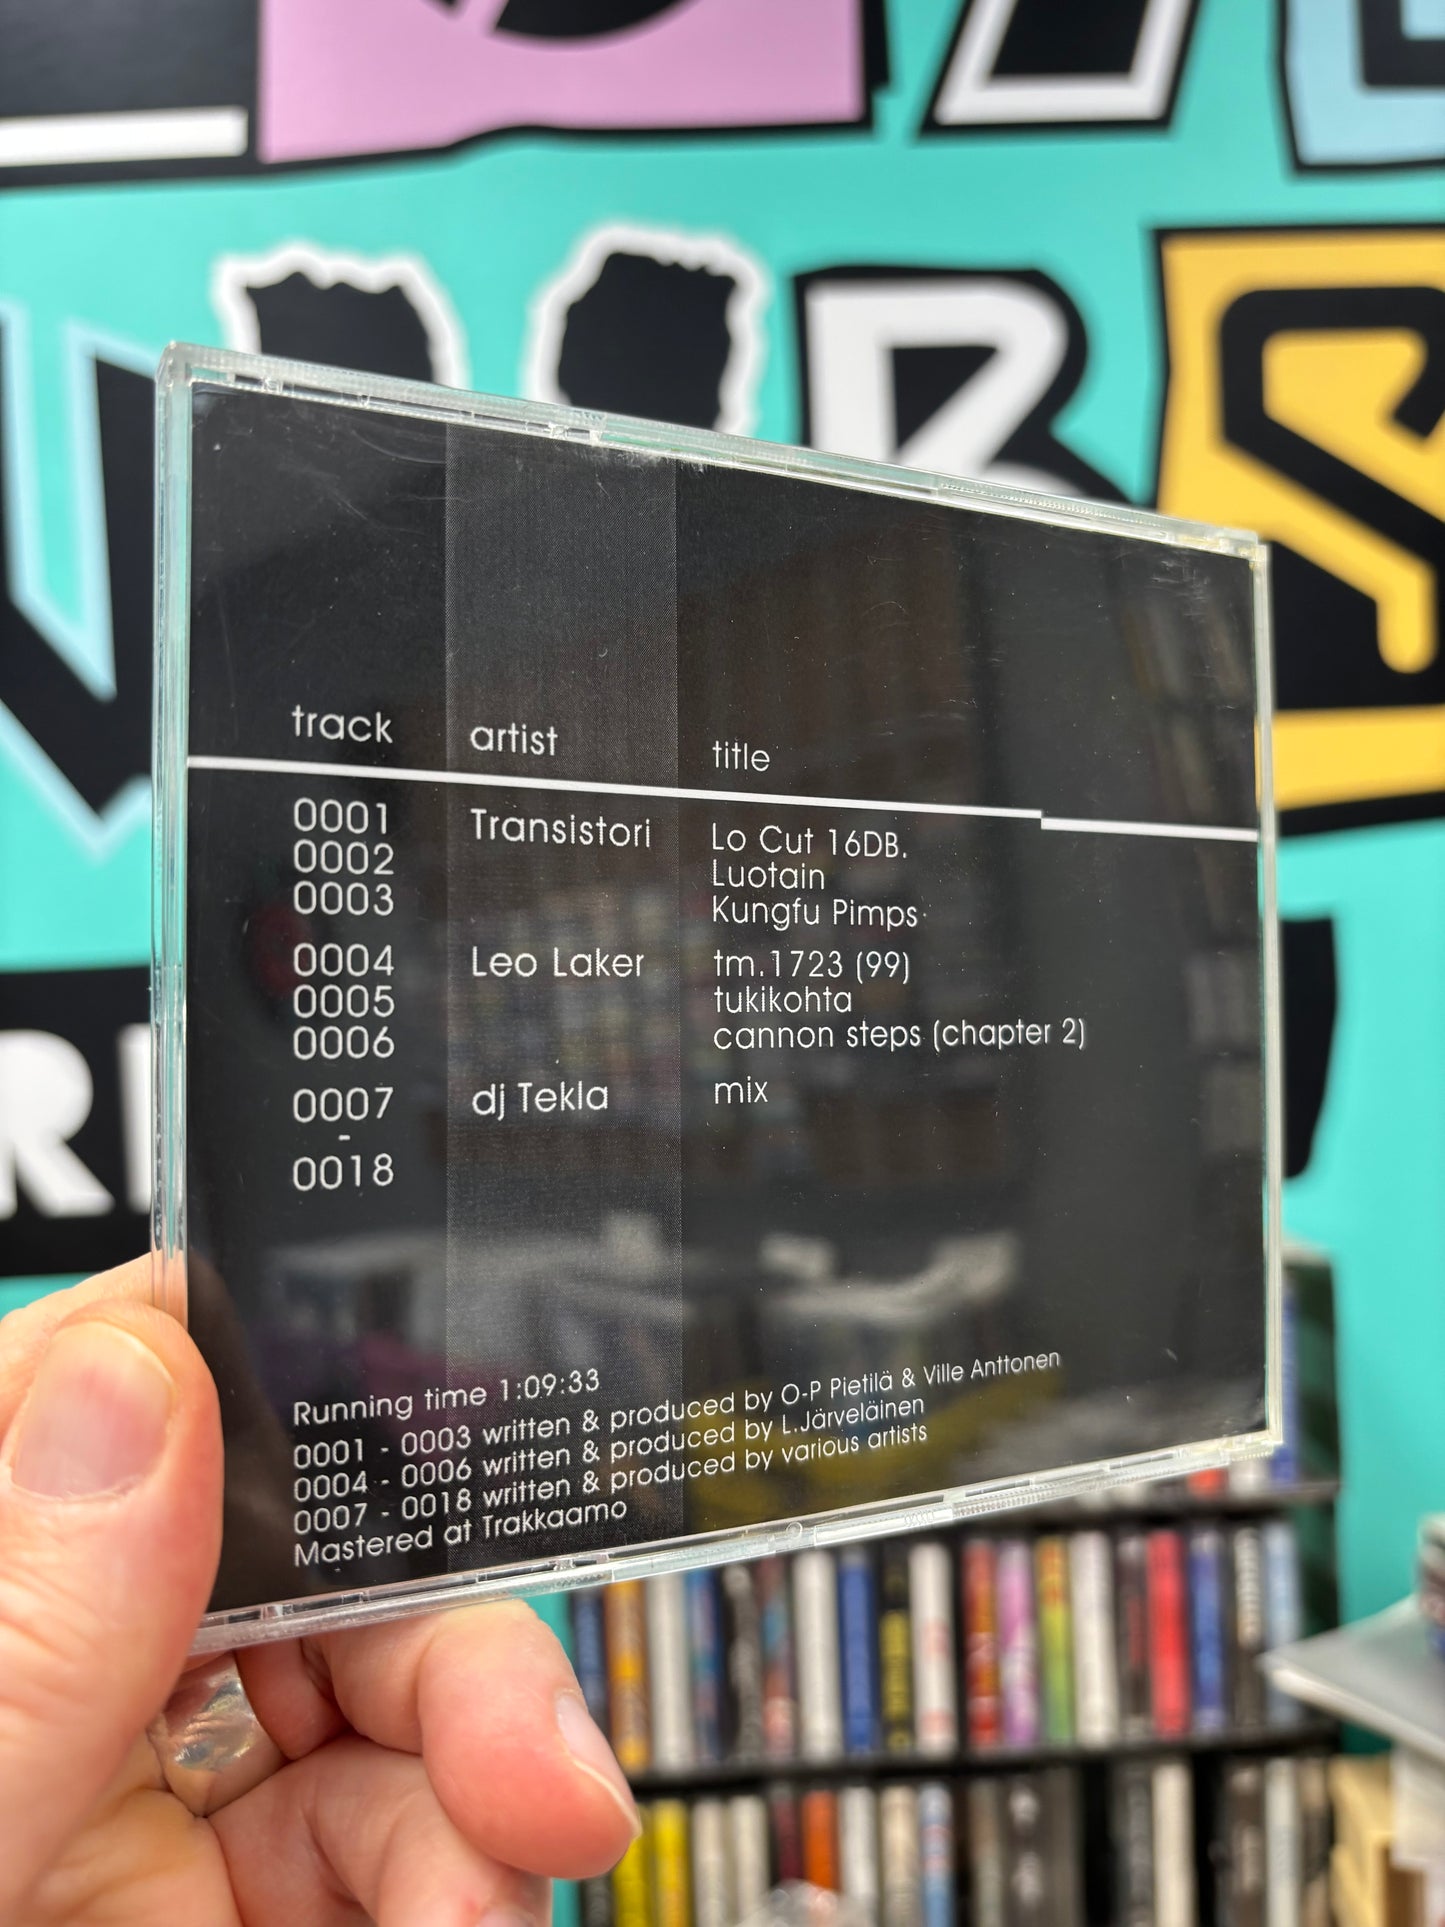 track artist title
0001 Transistori Lo Cut 16DB.
0002 Luotain
0003 Kungfu Pimps
0004 Leo Laker tm.1723 (99)
0005 tukikohta
0006 cannon steps (chapter 2)
0007 dj Tekla mix
-
0018
Running time 1:09:33
0001 - 0003 written & produced by O-P Pietilä & Ville Anttonen
0004 - 0006 written & produced by L.Järveläinen
0007 - 0018 written & produced by various artists
Mastered at Trakkaamo